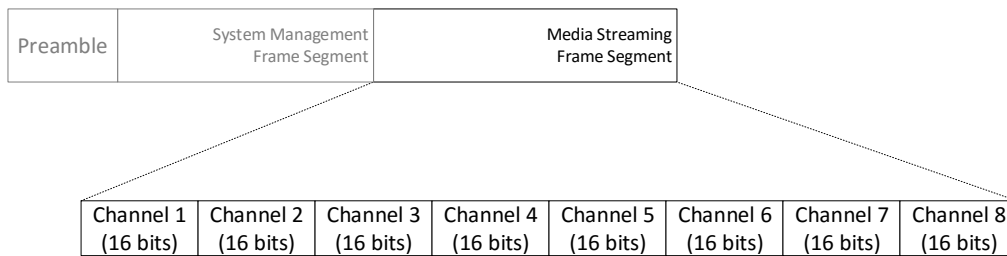 Preamble
System Management
Frame Segment
Media Streaming
Frame Segment
Channel 1
(16 bits)
Channel 2
(16 bits)
Channel 3
(16 bits)
Channel 4
(16 bits)
Channel 5
(16 bits)
Channel 6
(16 bits)
Channel 7
(16 bits)
Channel 8
(16 bits)